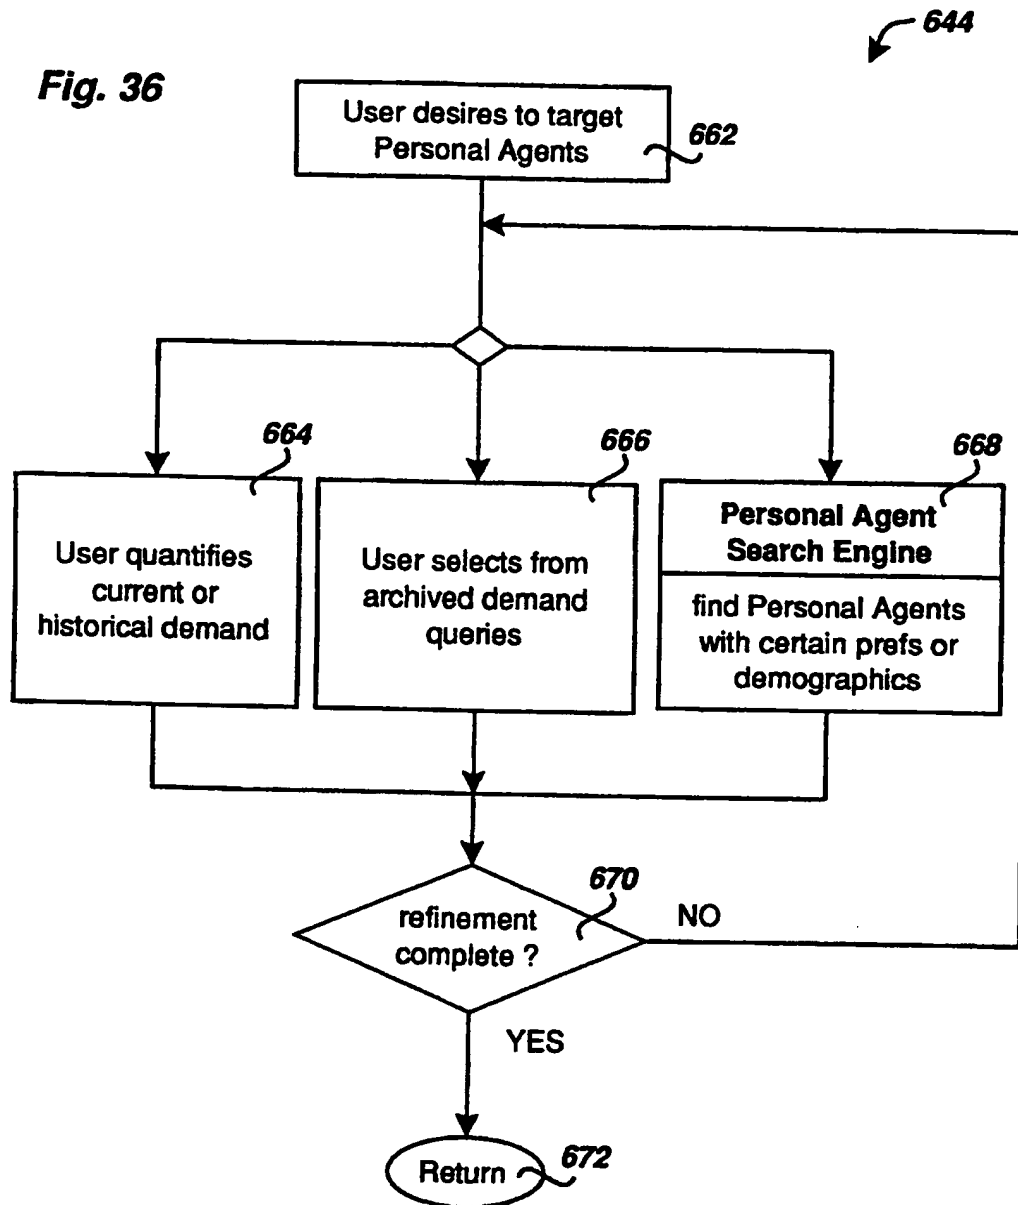 644
Fig. 36
User desires to target
Personal Agents
662
664
666
668
User quantifies
current or
historical demand
User selects from
archived demand
queries
Personal Agent
Search Engine
find Personal Agents
with certain prefs or
demographics
670
refinement
complete ?
NO
YES
Return
672